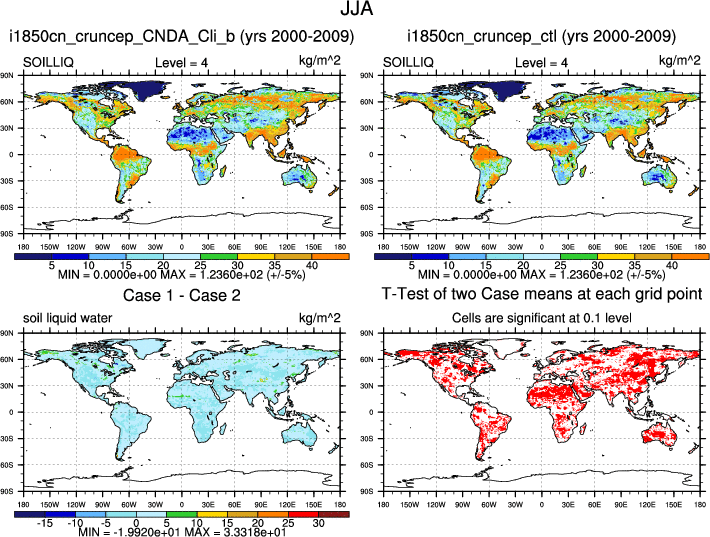 JJA
i1850cn_cruncep_CNDA_Cli_b (yrs 2000-2009)
SOILLIQ Level = 4 kg/m^2
90N
60N
30N
0
30S
60S
90S
180 150W 120W 90W 60W 30W 0 30E 60E 90E 120E 150E 180
5 10 15 20 25 30 35 40
MIN = 0.0000e+00 MAX = 1.2360e+02 (+/-5%)
i1850cn_cruncep_ctl (yrs 2000-2009)
SOILLIQ Level = 4 kg/m^2
90N
60N
30N
0
30S
60S
90S
180 150W 120W 90W 60W 30W 0 30E 60E 90E 120E 150E 180
5 10 15 20 25 30 35 40
MIN = 0.0000e+00 MAX = 1.2360e+02 (+/-5%)
Case 1 - Case 2
soil liquid water kg/m^2
90N
60N
30N
0
30S
60S
90S
180 150W 120W 90W 60W 30W 0 30E 60E 90E 120E 150E 180
-15 -10 -5 5 10 15 20 25 30
MIN = -1.9920e+01 MAX = 3.3318e+01
T-Test of two Case means at each grid point
Cells are significant at 0.1 level
90N
60N
30N
0
30S
60S
90S
180 150W 120W 90W 60W 30W 0 30E 60E 90E 120E 150E 180